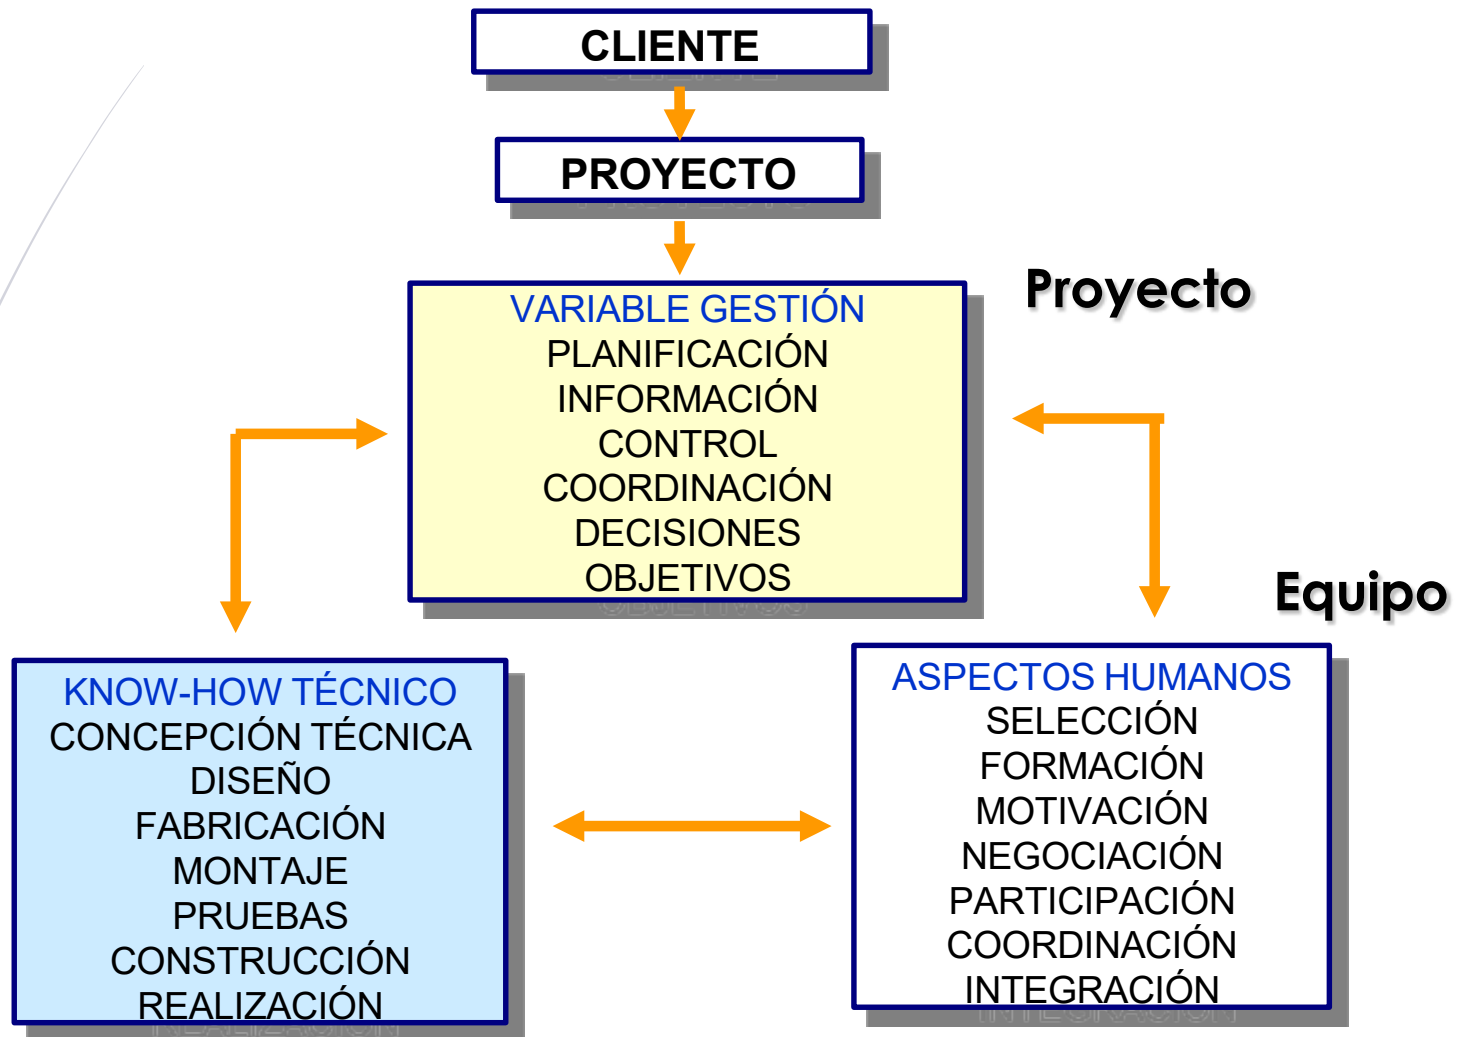 CLIENTE
PROYECTO
Proyecto
VARIABLE GESTIÓN
PLANIFICACIÓN
INFORMACIÓN
CONTROL
COORDINACIÓN
DECISIONES
OBJETIVOS
Equipo
KNOW-HOW TÉCNICO
CONCEPCIÓN TÉCNICA
DISEÑO
FABRICACIÓN
MONTAJE
PRUEBAS
CONSTRUCCIÓN
REALIZACIÓN
ASPECTOS HUMANOS
SELECCIÓN
FORMACIÓN
MOTIVACIÓN
NEGOCIACIÓN
PARTICIPACIÓN
COORDINACIÓN
INTEGRACIÓN